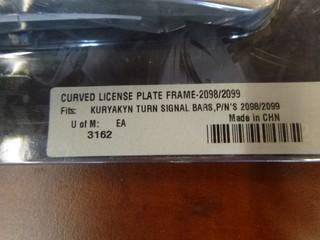 CURVED LICENSE PLATE FRAME-2098/2099
Fits: KURYAKYN TURN SIGNAL BARS,P/N'S 2098/2099
U of M: EA Made in CHN
3162